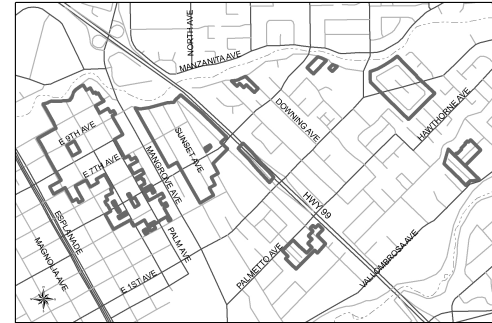 NORTH AVE
MANZANITA AVE
DOWNING AVE
HAWTHORNE AVE
E 9TH AVE
SUNSET AVE
E 7TH AVE
MANGROVE AVE
HWY 99
ESPLANADE
MAGNOLIA AVE
PALM AVE
E 1ST AVE
PALMETTO AVE
VALLOMBROSA AVE